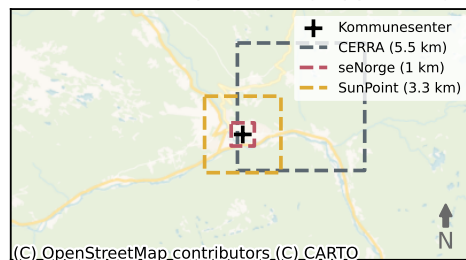 Kommunesenter
CERRA (5.5 km)
seNorge (1 km)
SunPoint (3.3 km)
N
(C) OpenStreetMap contributors (C) CARTO